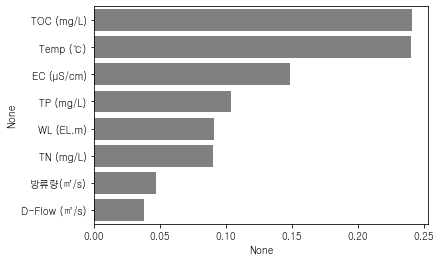 TOC (mg/L)
Temp (℃)
EC (μS/cm)
TP (mg/L)
WL (EL.m)
TN (mg/L)
방류량(㎥/s)
D-Flow (㎥/s)
None
0.00 0.05 0.10 0.15 0.20 0.25
None